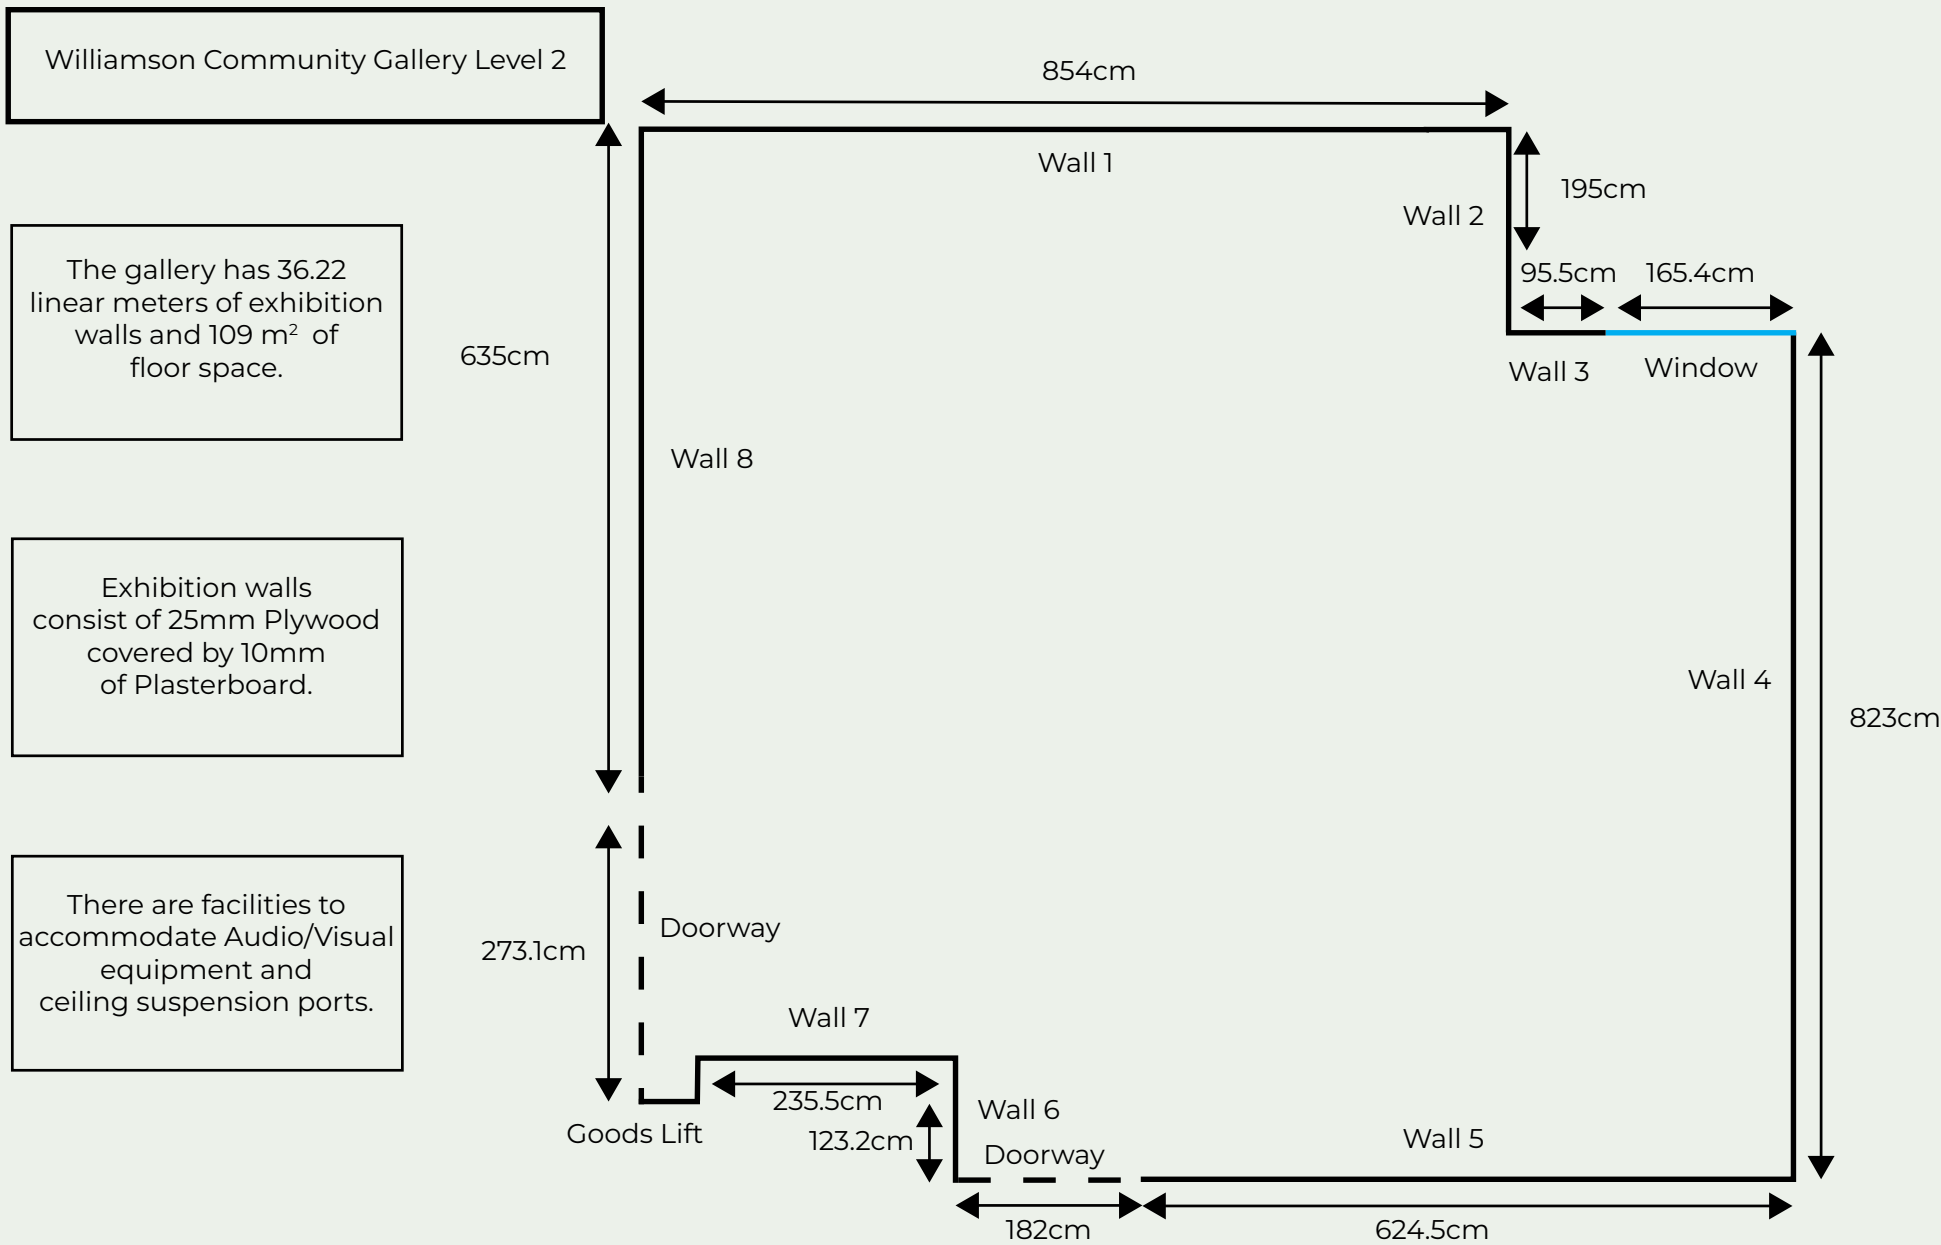 Williamson Community Gallery Level 2
854cm
Wall 1
195cm
Wall 2
95.5cm
165.4cm
The gallery has 36.22
linear meters of exhibition
walls and 109 m² of
floor space.
635cm
Wall 3
Window
Wall 8
Exhibition walls
consist of 25mm Plywood
covered by 10mm
of Plasterboard.
Wall 4
823cm
There are facilities to
accommodate Audio/Visual
equipment and
ceiling suspension ports.
Doorway
273.1cm
Wall 7
235.5cm
Wall 6
Goods Lift
123.2cm
Doorway
Wall 5
182cm
624.5cm